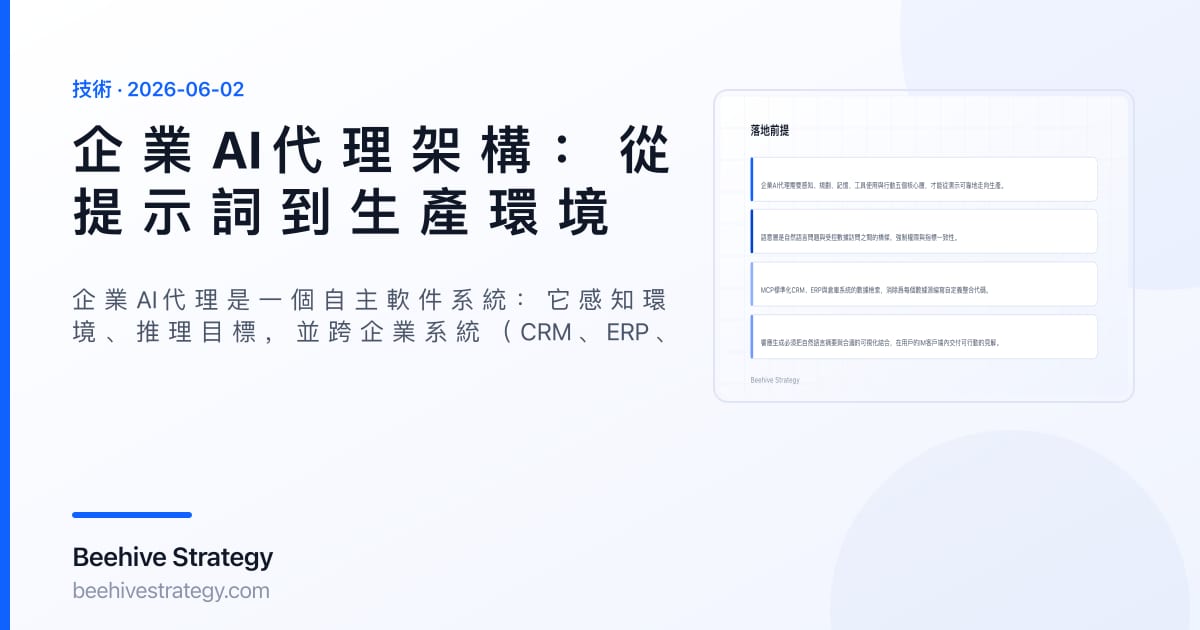 技術 · 2026-06-02
企業AI代理架構：從
提示詞到生產環境
企業AI代理是一個自主軟件系統：它感知環
境、推理目標，並跨企業系統（CRM、ERP、
落地前提
企業AI代理需要感知、規劃、記憶、工具使用與行動五個核心層，才能從演示可靠地走向生產。
語意層是自然語言問題與受控數據訪問之間的橋樑，強制權限與指標一致性。
MCP標準化CRM、ERP與倉庫系統的數據檢索，消除爲每個數據源編寫自定義整合代碼。
響應生成必須把自然語言摘要與合適的可視化結合，在用戶的IM客戶端內交付可行動的見解。
Beehive Strategy
Beehive Strategy
beehivestrategy.com